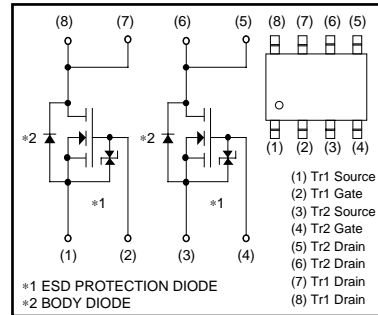 (8) (7) (6) (5)
(8) (7) (6) (5)
∗2 ∗2
∗1 ∗1
(1) (2) (3) (4)
(1) (2) (3) (4)
(1) Tr1 Source
(2) Tr1 Gate
(3) Tr2 Source
(4) Tr2 Gate
(5) Tr2 Drain
(6) Tr2 Drain
(7) Tr1 Drain
(8) Tr1 Drain
∗1 ESD PROTECTION DIODE
∗2 BODY DIODE